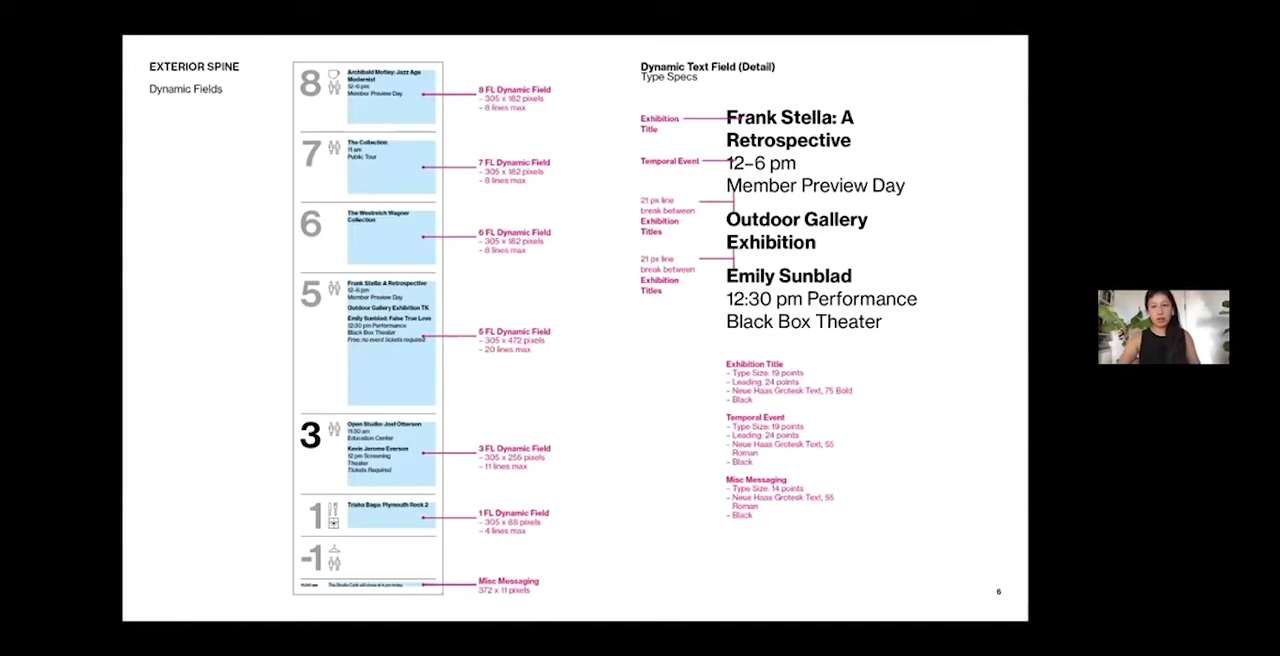 EXTERIOR SPINE
Dynamic Fields
8
Archibald Motley: Jazz Age
Modernist
12-6 pm
Member Preview Day
7
The Collection
11 am
Public Tour
6
The Westreich Wagner
Collection
5
Frank Stella: A Retrospective
12-6 pm
Member Preview Day
Outdoor Gallery Exhibition TK
Emily Sunblad: False True Love
12:30 pm Performance
Black Box Theater
Free; no event tickets required
3
Open Studio: Josf Otterson
11:30 am
Education Center
Kevin Jerome Everson
12 pm Screening
Theater
Tickets Required
1
Trisha Baga: Plymouth Rock 2
-1
The Studio Cafe will close at 4 pm today
8 FL Dynamic Field
– 305 x 182 pixels
– 8 lines max
7 FL Dynamic Field
– 305 x 182 pixels
– 8 lines max
6 FL Dynamic Field
– 305 x 182 pixels
– 8 lines max
5 FL Dynamic Field
– 305 x 472 pixels
– 20 lines max
3 FL Dynamic Field
– 305 x 256 pixels
– 11 lines max
1 FL Dynamic Field
– 305 x 88 pixels
– 4 lines max
Misc Messaging
372 x 11 pixels
Dynamic Text Field (Detail)
Type Specs
Exhibition
Title
Temporal Event
21 px line
break between
Exhibition
Titles
21 px line
break between
Exhibition
Titles
Frank Stella: A
Retrospective
12–6 pm
Member Preview Day
Outdoor Gallery
Exhibition
Emily Sunblad
12:30 pm Performance
Black Box Theater
Exhibition Title
– Type Size: 19 points
– Leading: 24 points
– Neue Haas Grotesk Text, 75 Bold
– Black
Temporal Event
– Type Size: 19 points
– Leading: 24 points
– Neue Haas Grotesk Text, 55
Roman
– Black
Misc Messaging
– Type Size: 14 points
– Neue Haas Grotesk Text, 55
Roman
– Black
6